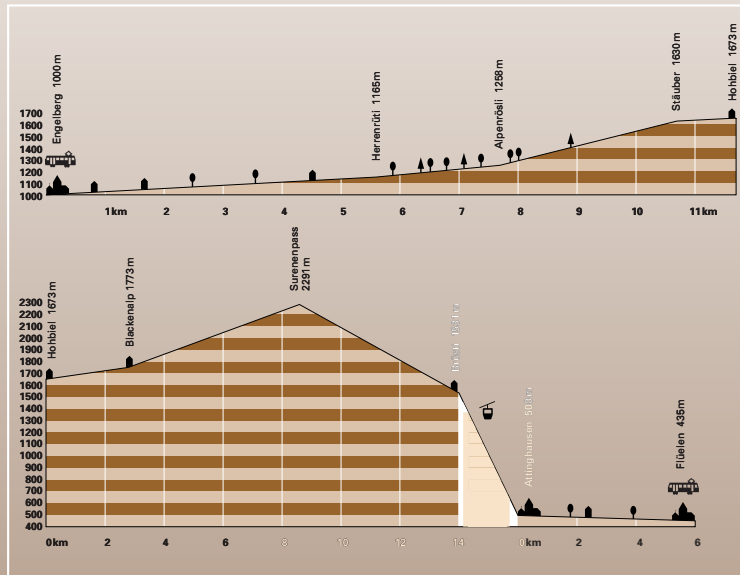 Engelberg 1000 m
Herrenrüti 1165m
Alpenrösli 1258m
Stäuber 1630m
Hohbiel 1673 m
1700
1600
1500
1400
1300
1200
1100
1000
1km 2 3 4 5 6 7 8 9 10 11km
Hohbiel 1673m
Blackenalp 1773m
Surenenpass
2291 m
Attinghausen
Flüelen 435m
2300
2200
2100
2000
1900
1800
1700
1600
1500
1400
1300
1200
1100
1000
900
800
700
600
500
400
0km 2 4 6 8 10 12 14 0km 2 4 6